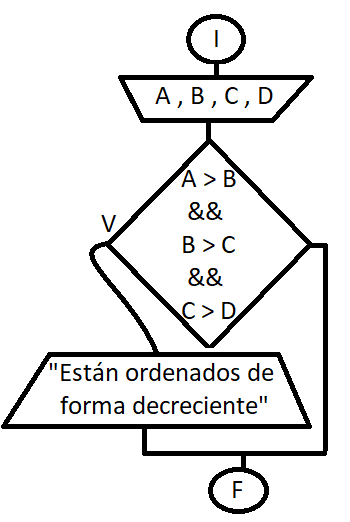 I
A , B , C , D
A > B
&&
V
B > C
&&
C > D
"Están ordenados de
forma decreciente"
F